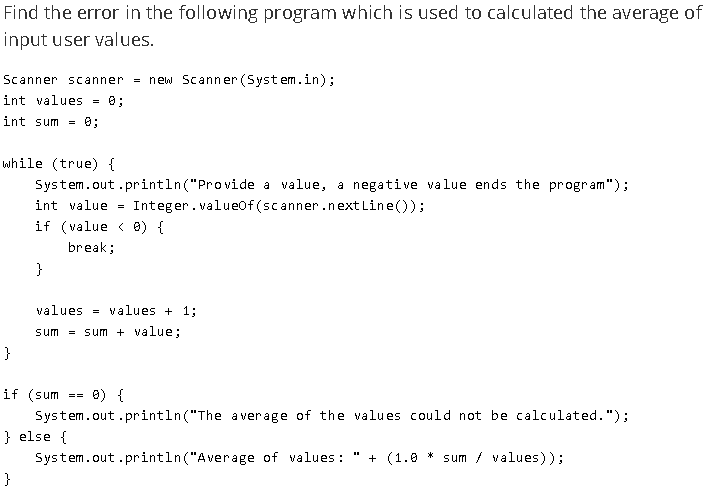 Find the error in the following program which is used to calculated the average of
input user values.
Scanner scanner = new Scanner(System.in);
int values = 0;
int sum = 0;
while (true) {
System.out.println("Provide a value, a negative value ends the program");
int value = Integer.valueOf(scanner.nextLine());
if (value < 0) {
break;
}
values = values + 1;
sum = sum + value;
}
if (sum == 0) {
System.out.println("The average of the values could not be calculated.");
} else {
System.out.println("Average of values: " + (1.0 * sum / values));
}